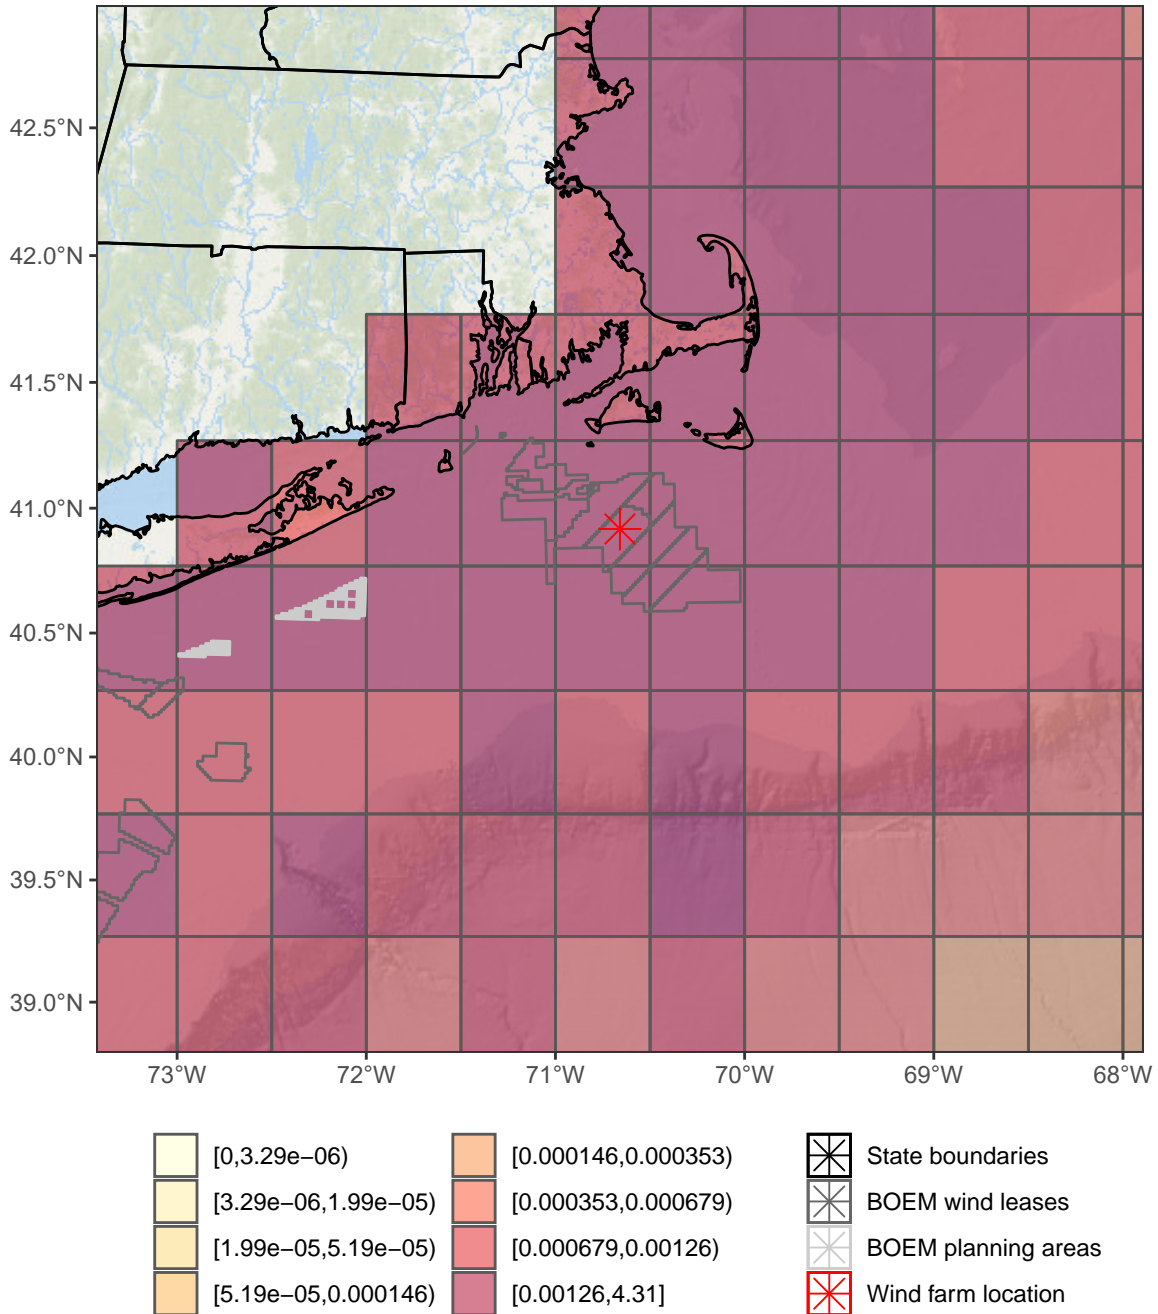 42.5°N
42.0°N
41.5°N
41.0°N
40.5°N
40.0°N
39.5°N
39.0°N
73°W 72°W 71°W 70°W 69°W 68°W
[0,3.29e−06) [0.000146,0.000353) State boundaries
[3.29e−06,1.99e−05) [0.000353,0.000679) BOEM wind leases
[1.99e−05,5.19e−05) [0.000679,0.00126) BOEM planning areas
[5.19e−05,0.000146) [0.00126,4.31] Wind farm location